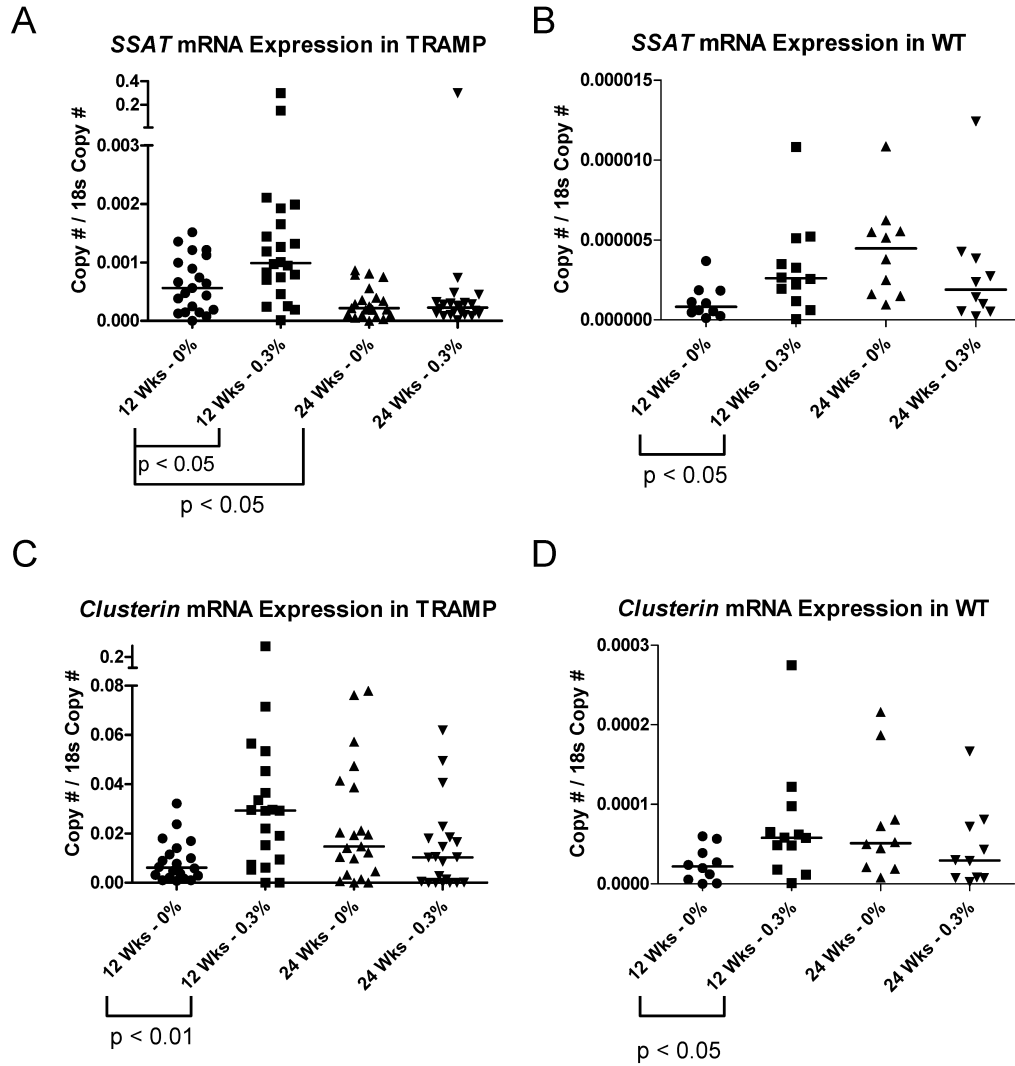 A
SSAT mRNA Expression in TRAMP
Copy # / 18s Copy #
0.4
0.2
0.003
0.002
0.001
0.000
12 Wks - 0%
12 Wks - 0.3%
24 Wks - 0%
24 Wks - 0.3%
p < 0.05
p < 0.05
B
SSAT mRNA Expression in WT
Copy # / 18s Copy #
0.000015
0.000010
0.000005
0.000000
12 Wks - 0%
12 Wks - 0.3%
24 Wks - 0%
24 Wks - 0.3%
p < 0.05
C
Clusterin mRNA Expression in TRAMP
Copy # / 18s Copy #
0.2
0.08
0.06
0.04
0.02
0.00
12 Wks - 0%
12 Wks - 0.3%
24 Wks - 0%
24 Wks - 0.3%
p < 0.01
D
Clusterin mRNA Expression in WT
Copy # / 18s Copy #
0.0003
0.0002
0.0001
0.0000
12 Wks - 0%
12 Wks - 0.3%
24 Wks - 0%
24 Wks - 0.3%
p < 0.05